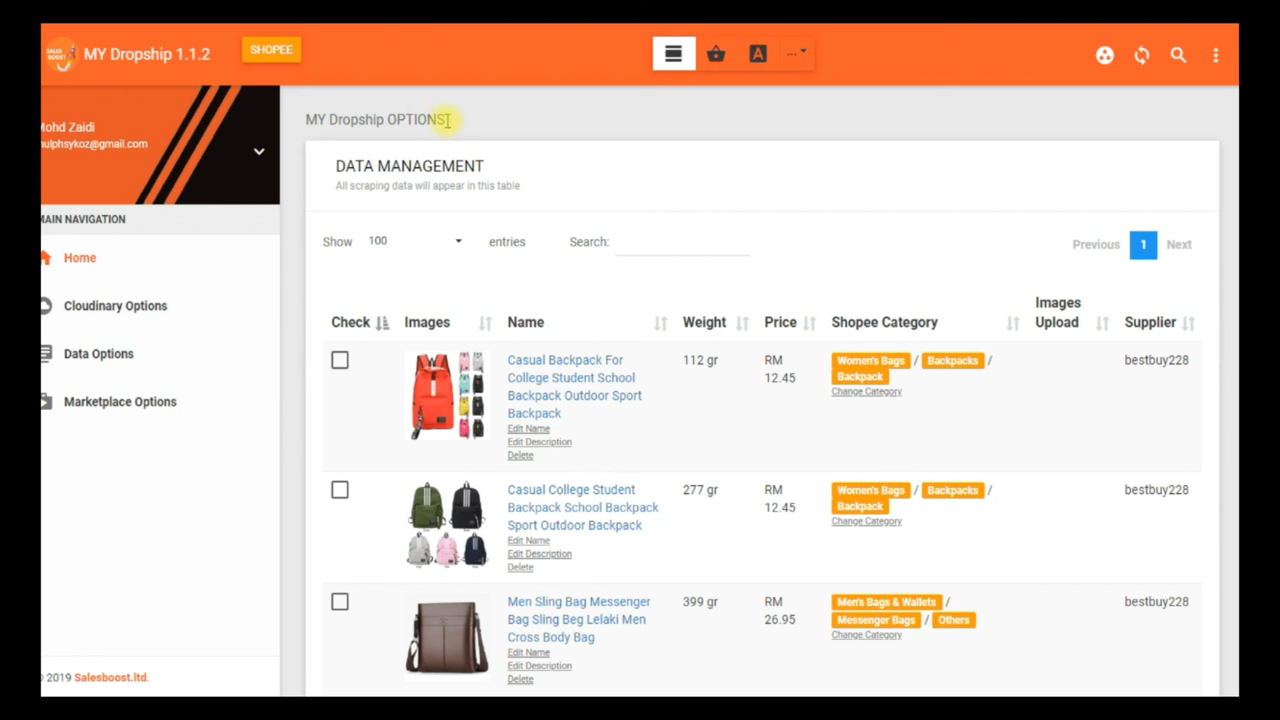 SALES
BOOST
MY Dropship 1.1.2
SHOPEE
A
...
Mohd Zaidi
nulphsykoz@gmail.com
MAIN NAVIGATION
Home
Cloudinary Options
Data Options
Marketplace Options
© 2019 Salesboost.ltd.
MY Dropship OPTIONS
DATA MANAGEMENT
All scraping data will appear in this table
Show 100 entries Search:
Previous 1 Next
Check Images Name Weight Price Shopee Category Images Upload Supplier
Casual Backpack For
College Student School
Backpack Outdoor Sport
Backpack
Edit Name
Edit Description
Delete
112 gr
RM
12.45
Women's Bags / Backpacks /
Backpack
Change Category
bestbuy228
Casual College Student
Backpack School Backpack
Sport Outdoor Backpack
Edit Name
Edit Description
Delete
277 gr
RM
12.45
Women's Bags / Backpacks /
Backpack
Change Category
bestbuy228
Men Sling Bag Messenger
Bag Sling Beg Lelaki Men
Cross Body Bag
Edit Name
Edit Description
Delete
399 gr
RM
26.95
Men's Bags & Wallets /
Messenger Bags / Others
Change Category
bestbuy228